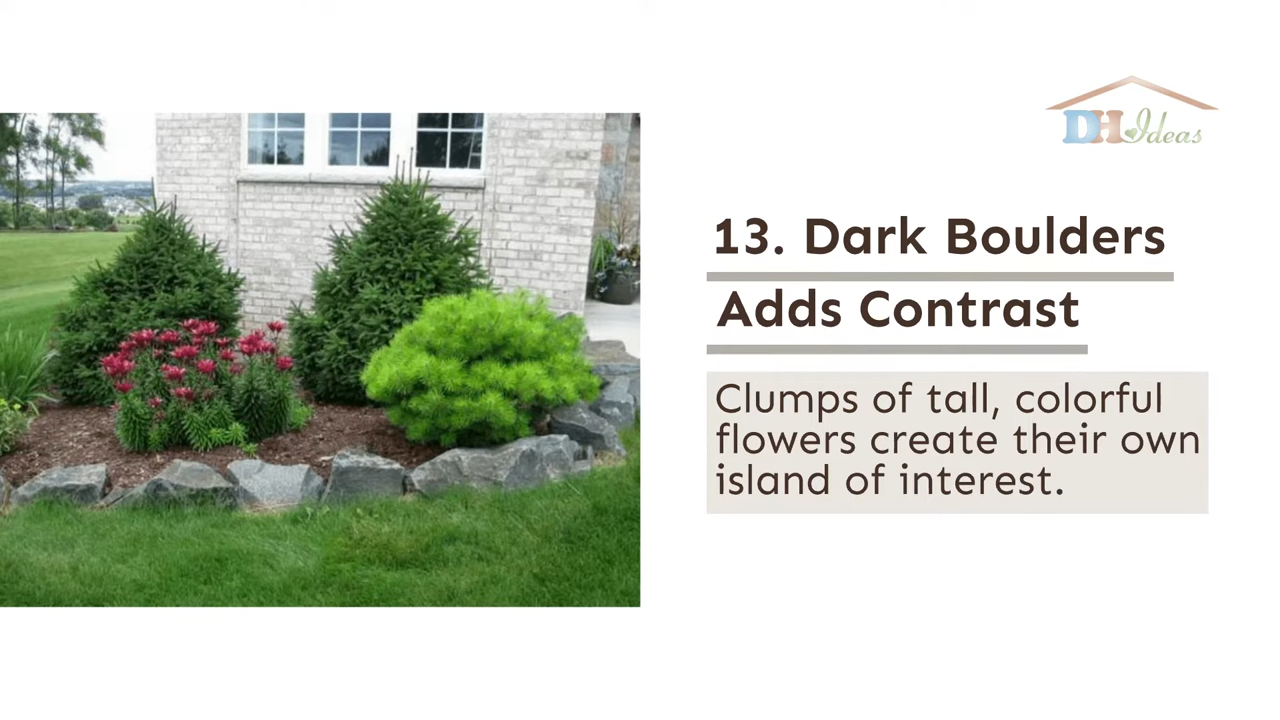 DH Ideas
13. Dark Boulders
Adds Contrast
Clumps of tall, colorful
flowers create their own
island of interest.